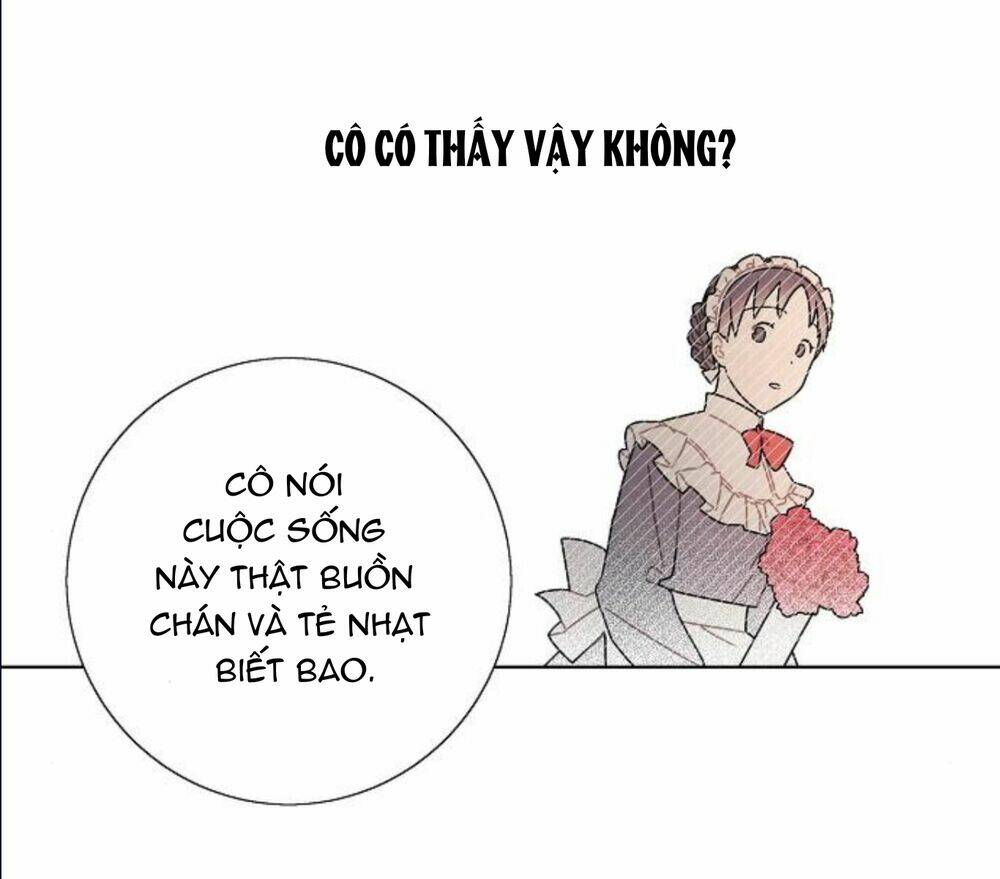 CÔ CÓ THẤY VẬY KHÔNG?
CÔ NÓI
CUỘC SỐNG
NÀY THẬT BUỒN
CHÁN VÀ TẺ NHẠT
BIẾT BAO.